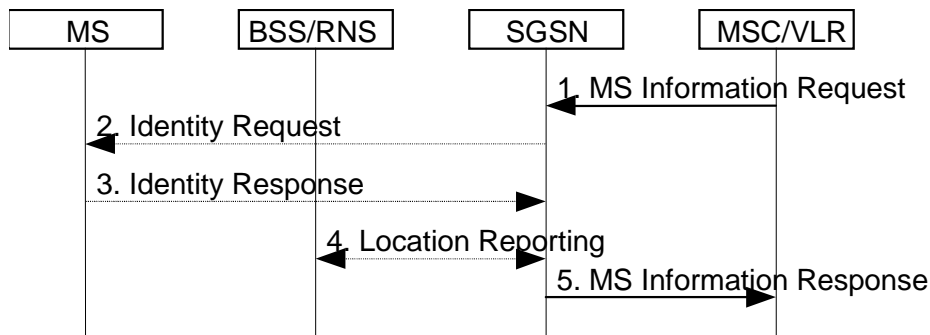 MS BSS/RNS SGSN MSC/VLR
1. MS Information Request
2. Identity Request
3. Identity Response
4. Location Reporting
5. MS Information Response